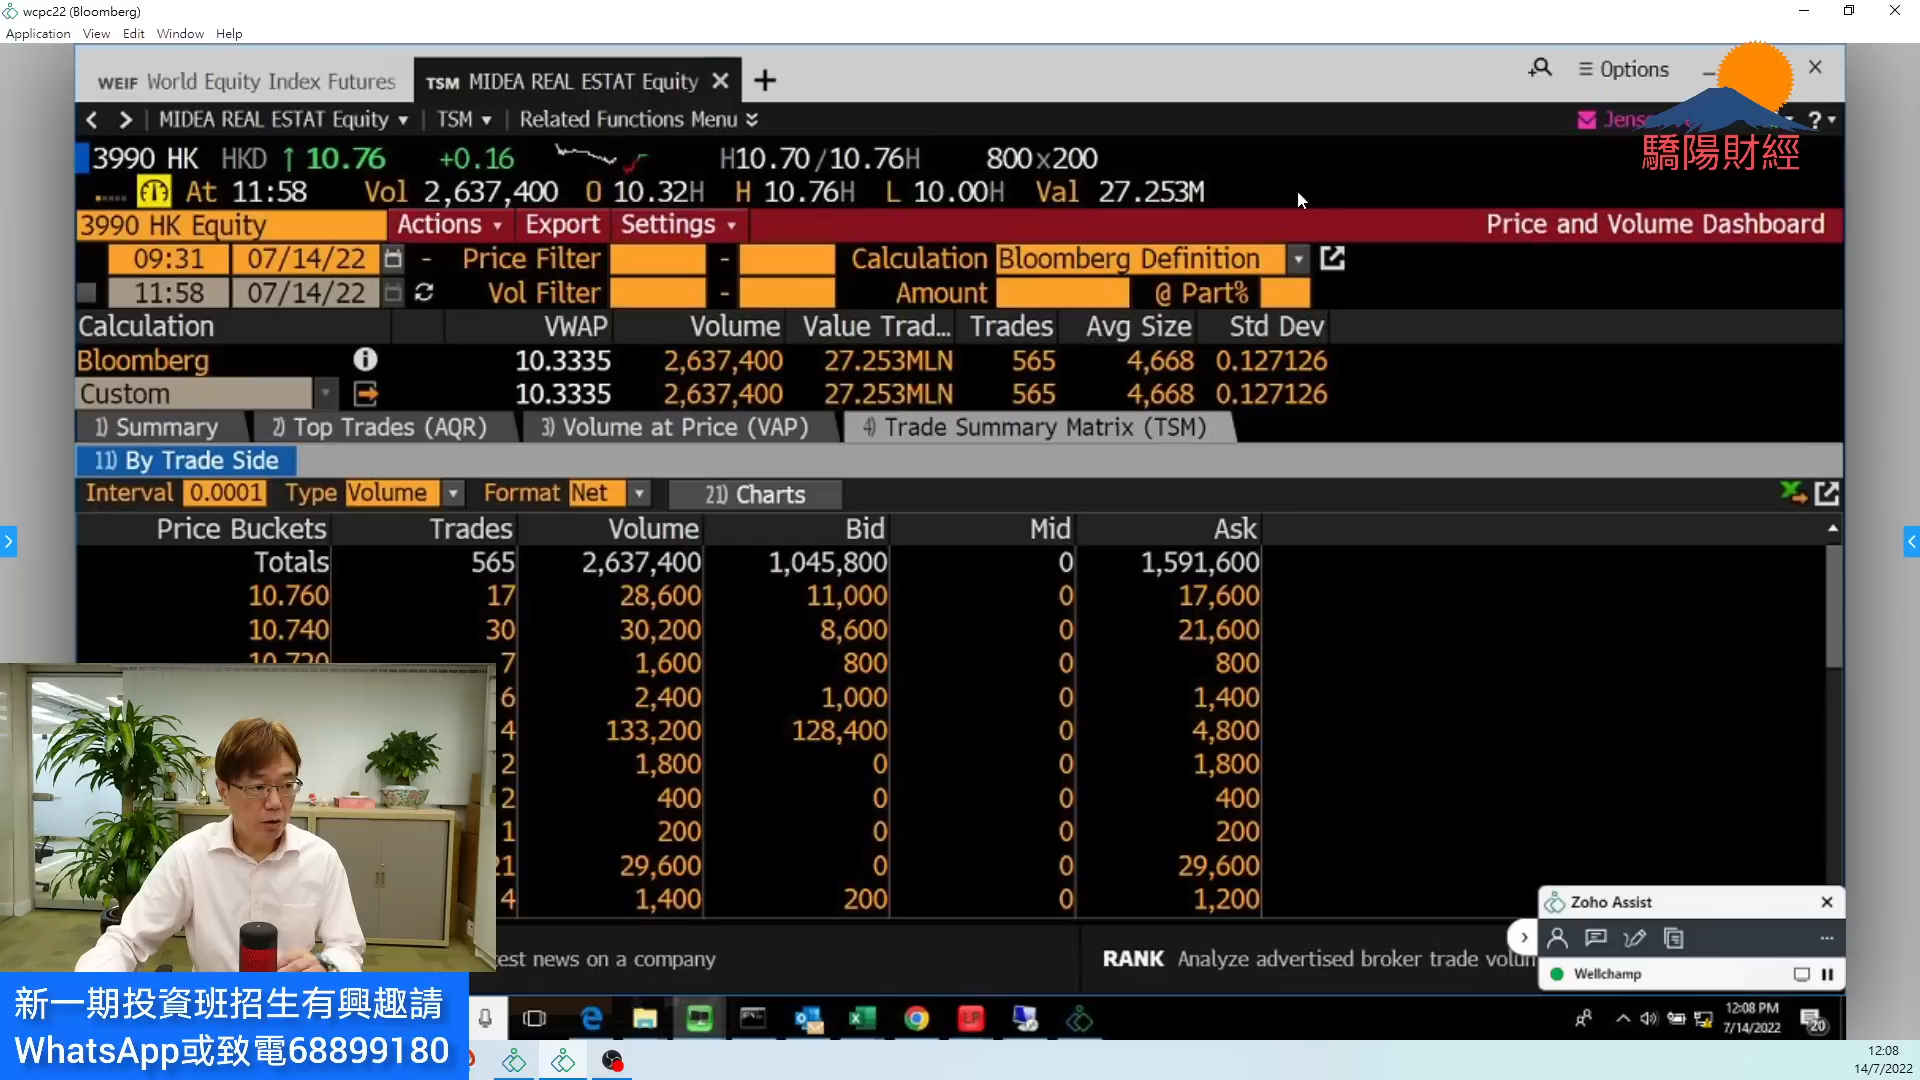 wcpc22 (Bloomberg)
Application View Edit Window Help
WEIF World Equity Index Futures TSM MIDEA REAL ESTAT Equity
Options
MIDEA REAL ESTAT Equity TSM Related Functions Menu
?
驕陽財經
3990 HK HKD ↑ 10.76 +0.16 H10.70/10.76H 800x200
At 11:58 Vol 2,637,400 O 10.32H H 10.76H L 10.00H Val 27.253M
3990 HK Equity Actions Export Settings Price and Volume Dashboard
09:31 07/14/22 - Price Filter - Calculation Bloomberg Definition
11:58 07/14/22 Vol Filter - Amount @ Part%
Calculation VWAP Volume Value Trad... Trades Avg Size Std Dev
Bloomberg 10.3335 2,637,400 27.253MLN 565 4,668 0.127126
Custom 10.3335 2,637,400 27.253MLN 565 4,668 0.127126
1) Summary 2) Top Trades (AQR) 3) Volume at Price (VAP) 4) Trade Summary Matrix (TSM)
11) By Trade Side
Interval 0.0001 Type Volume Format Net 21) Charts
Price Buckets Trades Volume Bid Mid Ask
Totals 565 2,637,400 1,045,800 0 1,591,600
10.760 17 28,600 11,000 0 17,600
10.740 30 30,200 8,600 0 21,600
10.720 7 1,600 800 0 800
6 2,400 1,000 0 1,400
4 133,200 128,400 0 4,800
2 1,800 0 0 1,800
2 400 0 0 400
1 200 0 0 200
21 29,600 0 0 29,600
4 1,400 200 0 1,200
Zoho Assist
Wellchamp
est news on a company RANK Analyze advertised broker trade
新一期投資班招生有興趣請
WhatsApp或致電68899180
12:08 PM
7/14/2022
20
12:08
14/7/2022